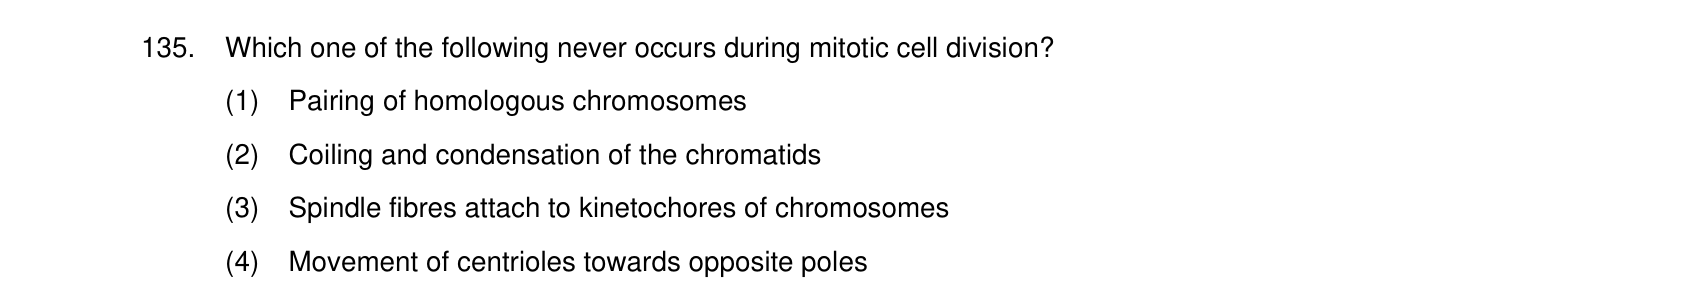 135. Which one of the following never occurs during mitotic cell division?
(1) Pairing of homologous chromosomes
(2) Coiling and condensation of the chromatids
(3) Spindle fibres attach to kinetochores of chromosomes
(4) Movement of centrioles towards opposite poles